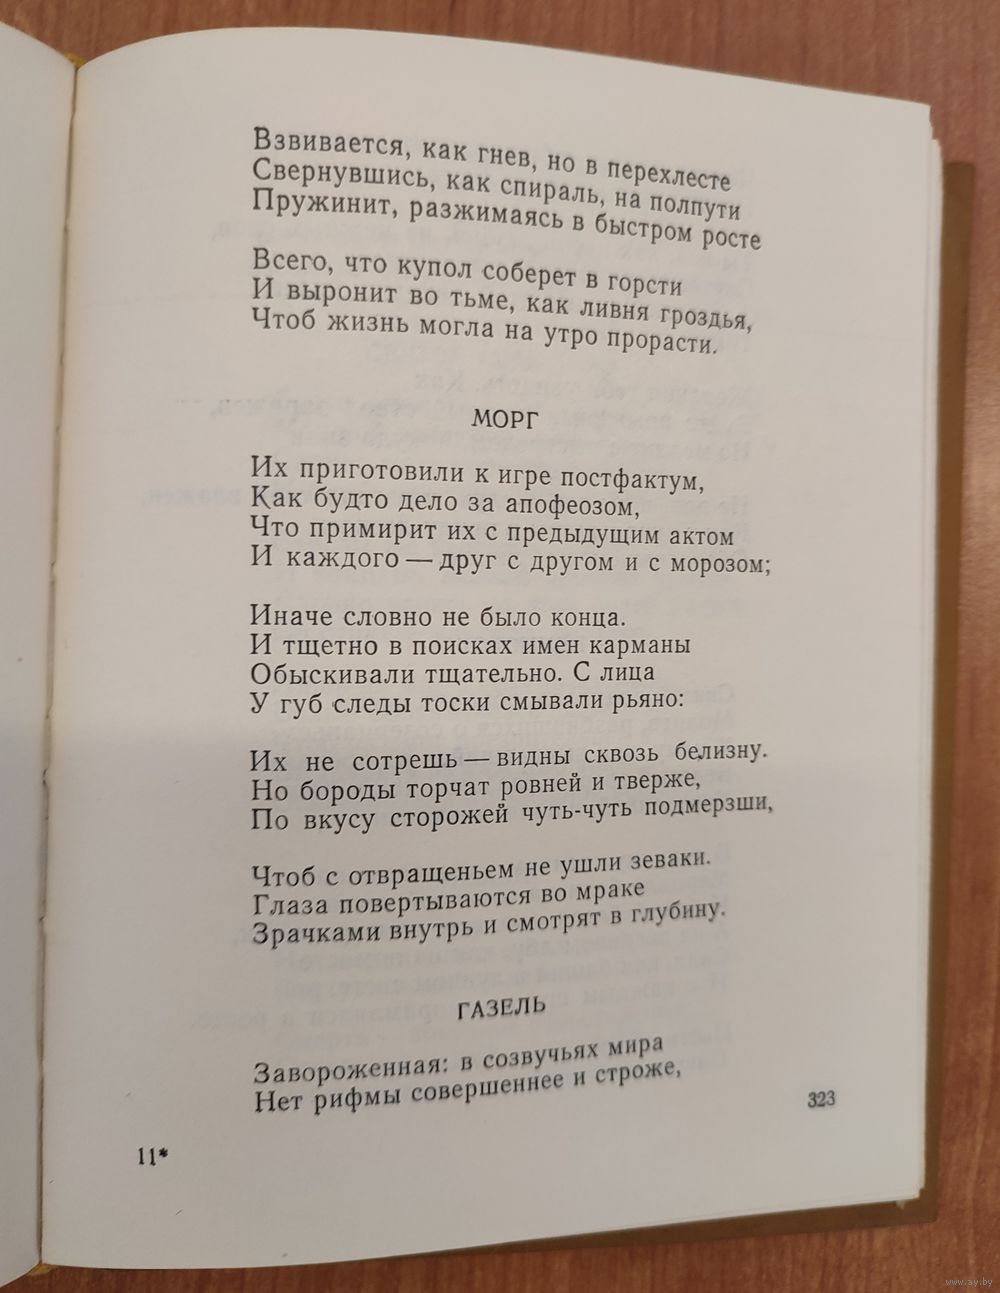 Взвивается, как гнев, но в перехлесте
Свернувшись, как спираль, на полпути
Пружинит, разжимаясь в быстром росте
Всего, что купол соберет в горсти
И выронит во тьме, как ливня гроздья,
Чтоб жизнь могла на утро прорасти.
МОРГ
Их приготовили к игре постфактум,
Как будто дело за апофеозом,
Что примирит их с предыдущим актом
И каждого — друг с другом и с морозом;
Иначе словно не было конца.
И тщетно в поисках имен карманы
Обыскивали тщательно. С лица
У губ следы тоски смывали рьяно:
Их не сотрешь — видны сквозь белизну.
Но бороды торчат ровней и тверже,
По вкусу сторожей чуть-чуть подмерзши,
Чтоб с отвращеньем не ушли зеваки.
Глаза повертываются во мраке
Зрачками внутрь и смотрят в глубину.
ГАЗЕЛЬ
Завороженная: в созвучьях мира
Нет рифмы совершеннее и строже,
323
11*
www.ay.by